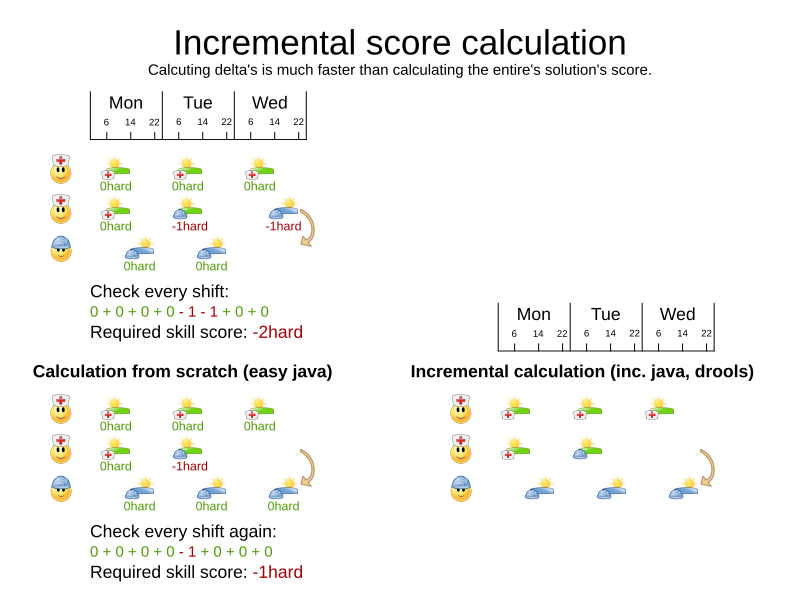 Incremental score calculation
Calcuting delta's is much faster than calculating the entire's solution's score.
Mon Tue Wed
6 14 22 6 14 22 6 14 22
0hard 0hard 0hard
0hard -1hard -1hard
0hard 0hard
Check every shift:
0 + 0 + 0 + 0 - 1 - 1 + 0 + 0
Required skill score: -2hard
Mon Tue Wed
6 14 22 6 14 22 6 14 22
Calculation from scratch (easy java)
0hard 0hard 0hard
0hard -1hard
0hard 0hard 0hard
Check every shift again:
0 + 0 + 0 + 0 - 1 + 0 + 0 + 0
Required skill score: -1hard
Incremental calculation (inc. java, drools)